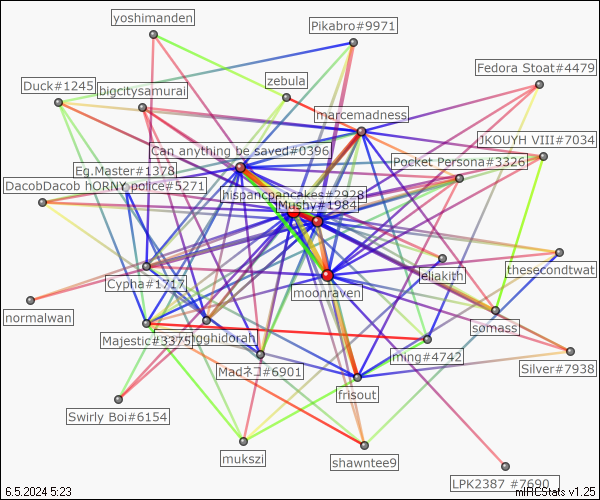 yoshimanden
Pikabro#9971
Fedora Stoat#4479
zebula
Duck#1245
bigcitysamurai
marcemadness
JKOUYH VIII#7034
Can anything be saved#0396
Pocket Persona#3326
Eg.Master#1378
DacobDacob hORNY police#5271
hispancpancakes#2928
Mushy#1984
Cypha#1717
eliakith
thesecondtwat
moonraven
normalwan
somass
Majestic#3375
ngghidorah
ming#4742
Madネコ#6901
Silver#7938
frisout
Swirly Boi#6154
mukszi
shawntee9
LPK2387 #7690
6.5.2024 5:23
mIRCStats v1.25